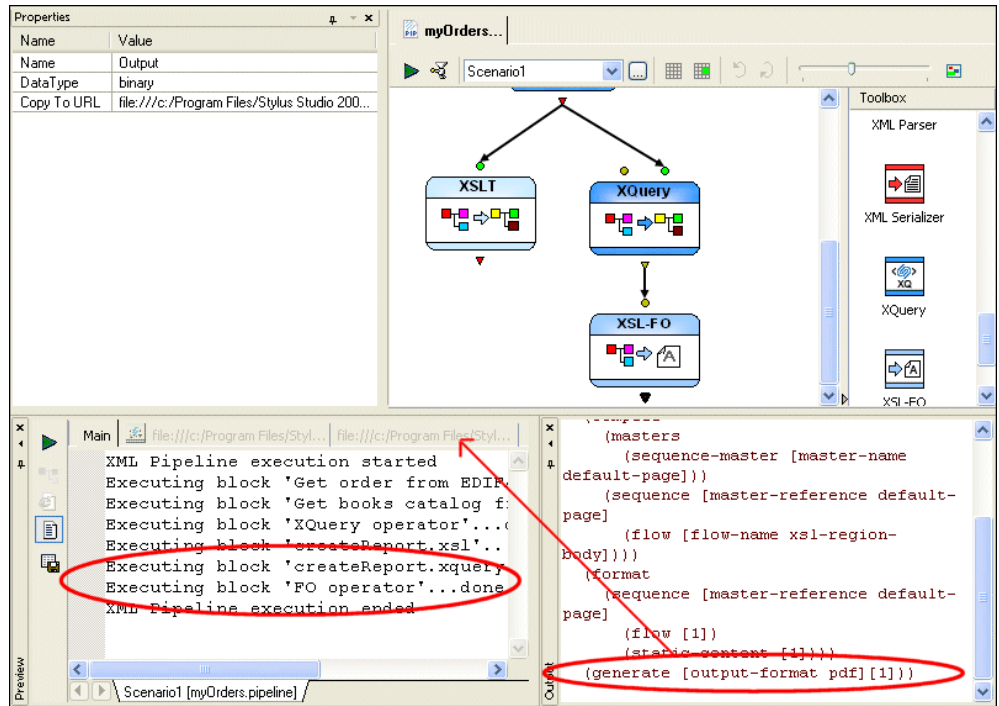 Properties
Name Value
Name Output
DataType binary
Copy To URL file:///c:/Program Files/Stylus Studio 200...
PIP myOrders...
Scenario1
...
XSLT
XQuery
XSL-FO
Toolbox
XML Parser
XML Serializer
XQ
XQuery
XSL-FO
Main file:///c:/Program Files/Styl... file:///c:/Program Files/Styl...
XML Pipeline execution started
Executing block 'Get order from EDIF
Executing block 'Get books catalog f
Executing block 'XQuery operator'...
Executing block 'createReport.xsl'..
Executing block 'createReport.xquery
Executing block 'FO operator'...done
XML Pipeline execution ended
Preview
Scenario1 [myOrders.pipeline]
(masters
(sequence-master [master-name
default-page]))
(sequence [master-reference default-
page]
(flow [flow-name xsl-region-
body])))
(format
(sequence [master-reference default-
page]
(flow [1])
(static-content [1])))
(generate [output-format pdf][1]))
Output